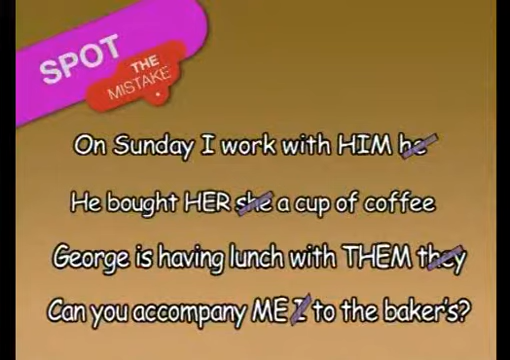 SPOT
THE
MISTAKE
On Sunday I work with HIM he
He bought HER she a cup of coffee
George is having lunch with THEM they
Can you accompany ME I to the baker's?